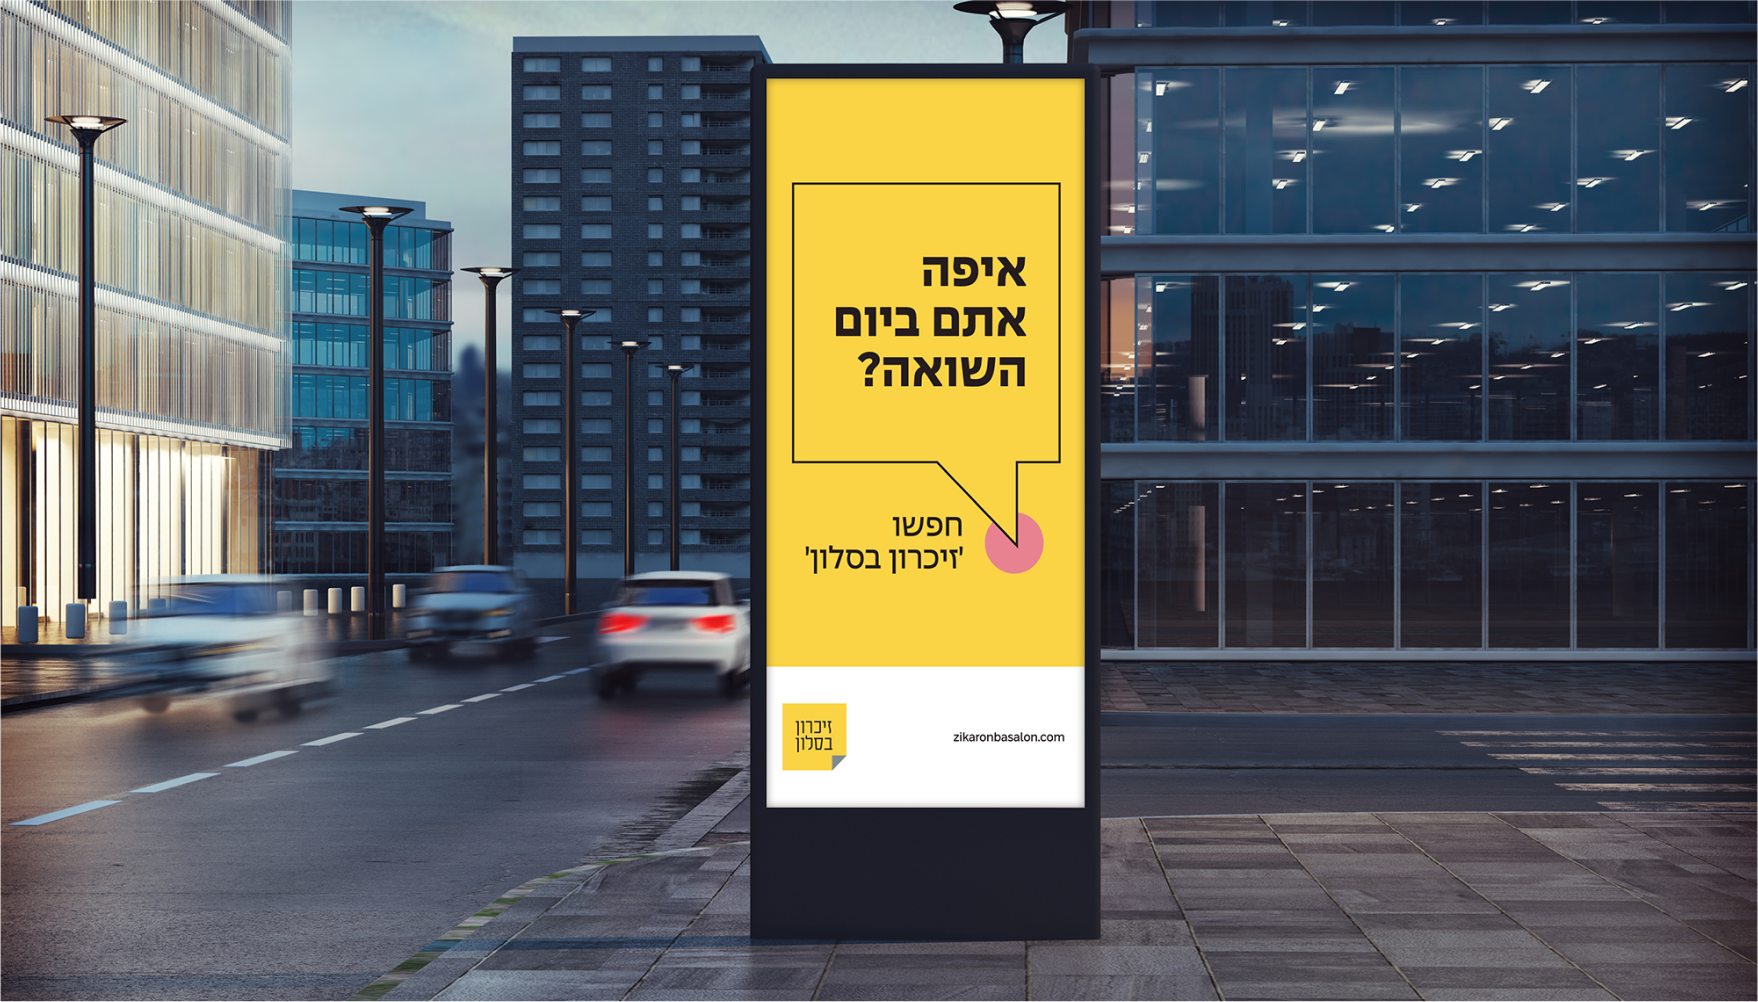 איפה
אתם ביום
השואה?
חפשו
'זיכרון בסלון'
זיכרון
בסלון
zikaronbasalon.com